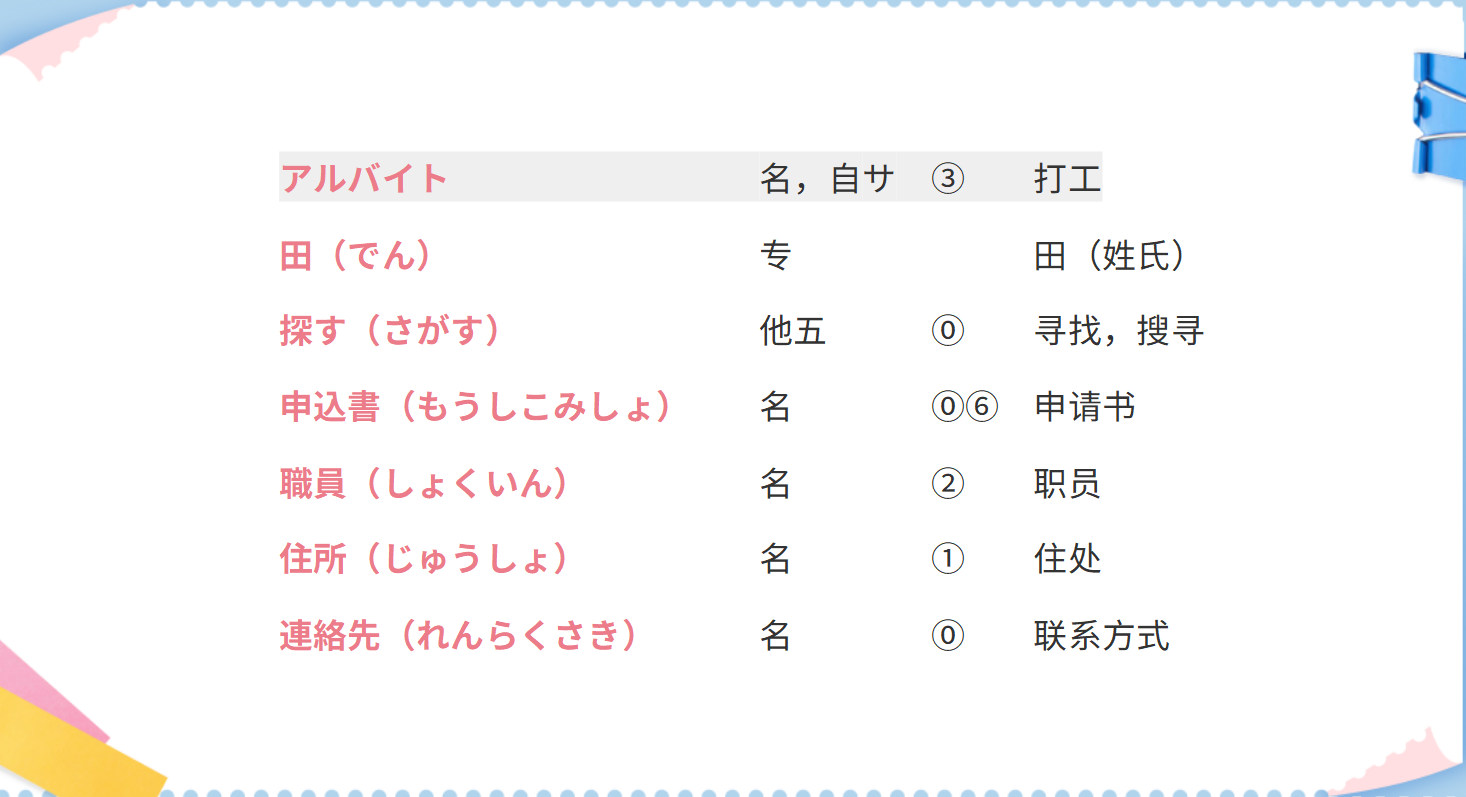 アルバイト 名，自サ ③ 打工
田（でん） 专 田（姓氏）
探す（さがす） 他五 ⓪ 寻找，搜寻
申込書（もうしこみしょ） 名 ⓪⑥ 申请书
職員（しょくいん） 名 ② 职员
住所（じゅうしょ） 名 ① 住处
連絡先（れんらくさき） 名 ⓪ 联系方式